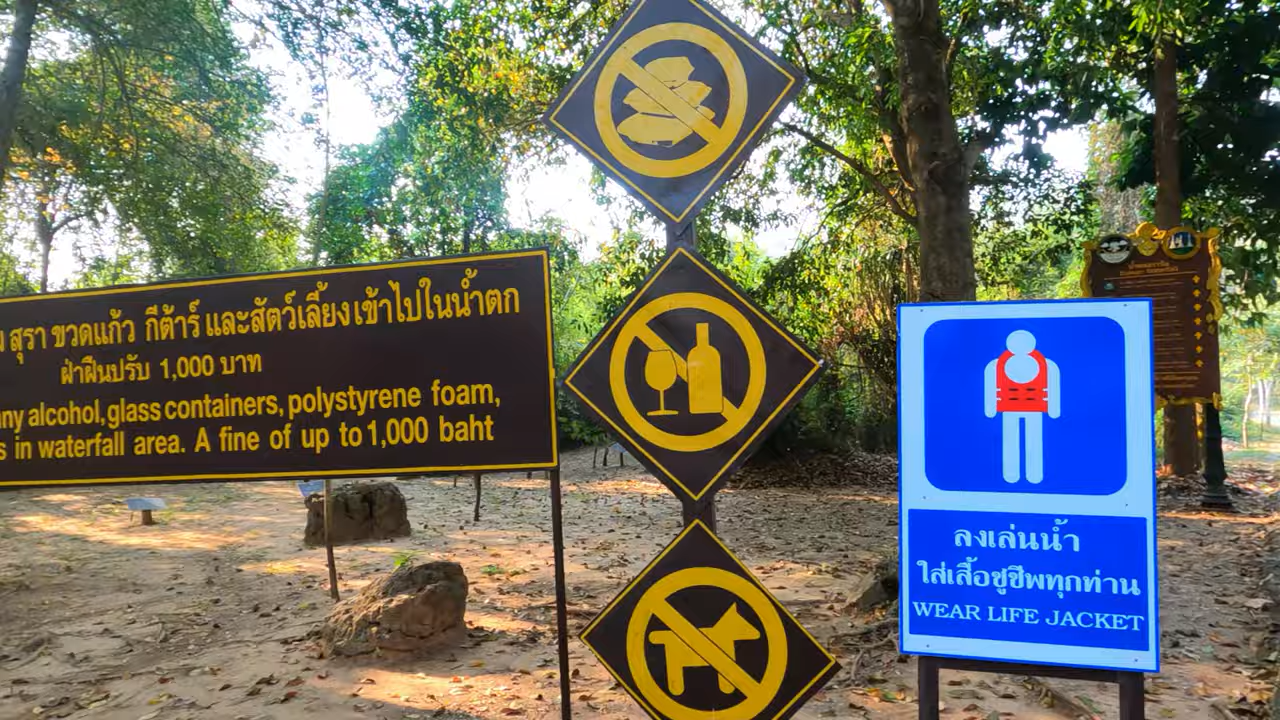 สุรา ขวดแก้ว กีต้าร์ และสัตว์เลี้ยงเข้าไปในน้ำตก
ฝ่าฝืนปรับ 1,000 บาท
any alcohol, glass containers, polystyrene foam,
in waterfall area. A fine of up to 1,000 baht
ลงเล่นน้ำ
ใส่เสื้อชูชีพทุกท่าน
WEAR LIFE JACKET